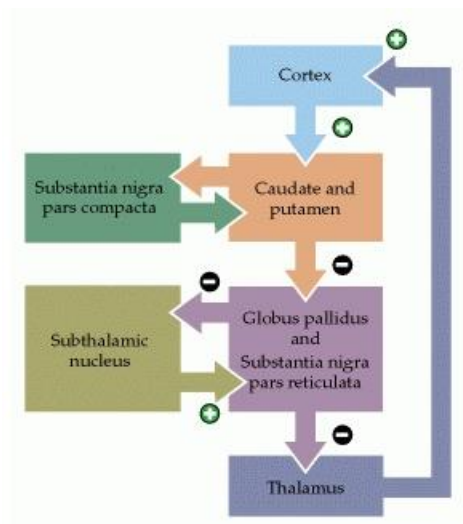 Cortex
Substantia nigra
pars compacta
Caudate and
putamen
Subthalamic
nucleus
Globus pallidus
and
Substantia nigra
pars reticulata
Thalamus